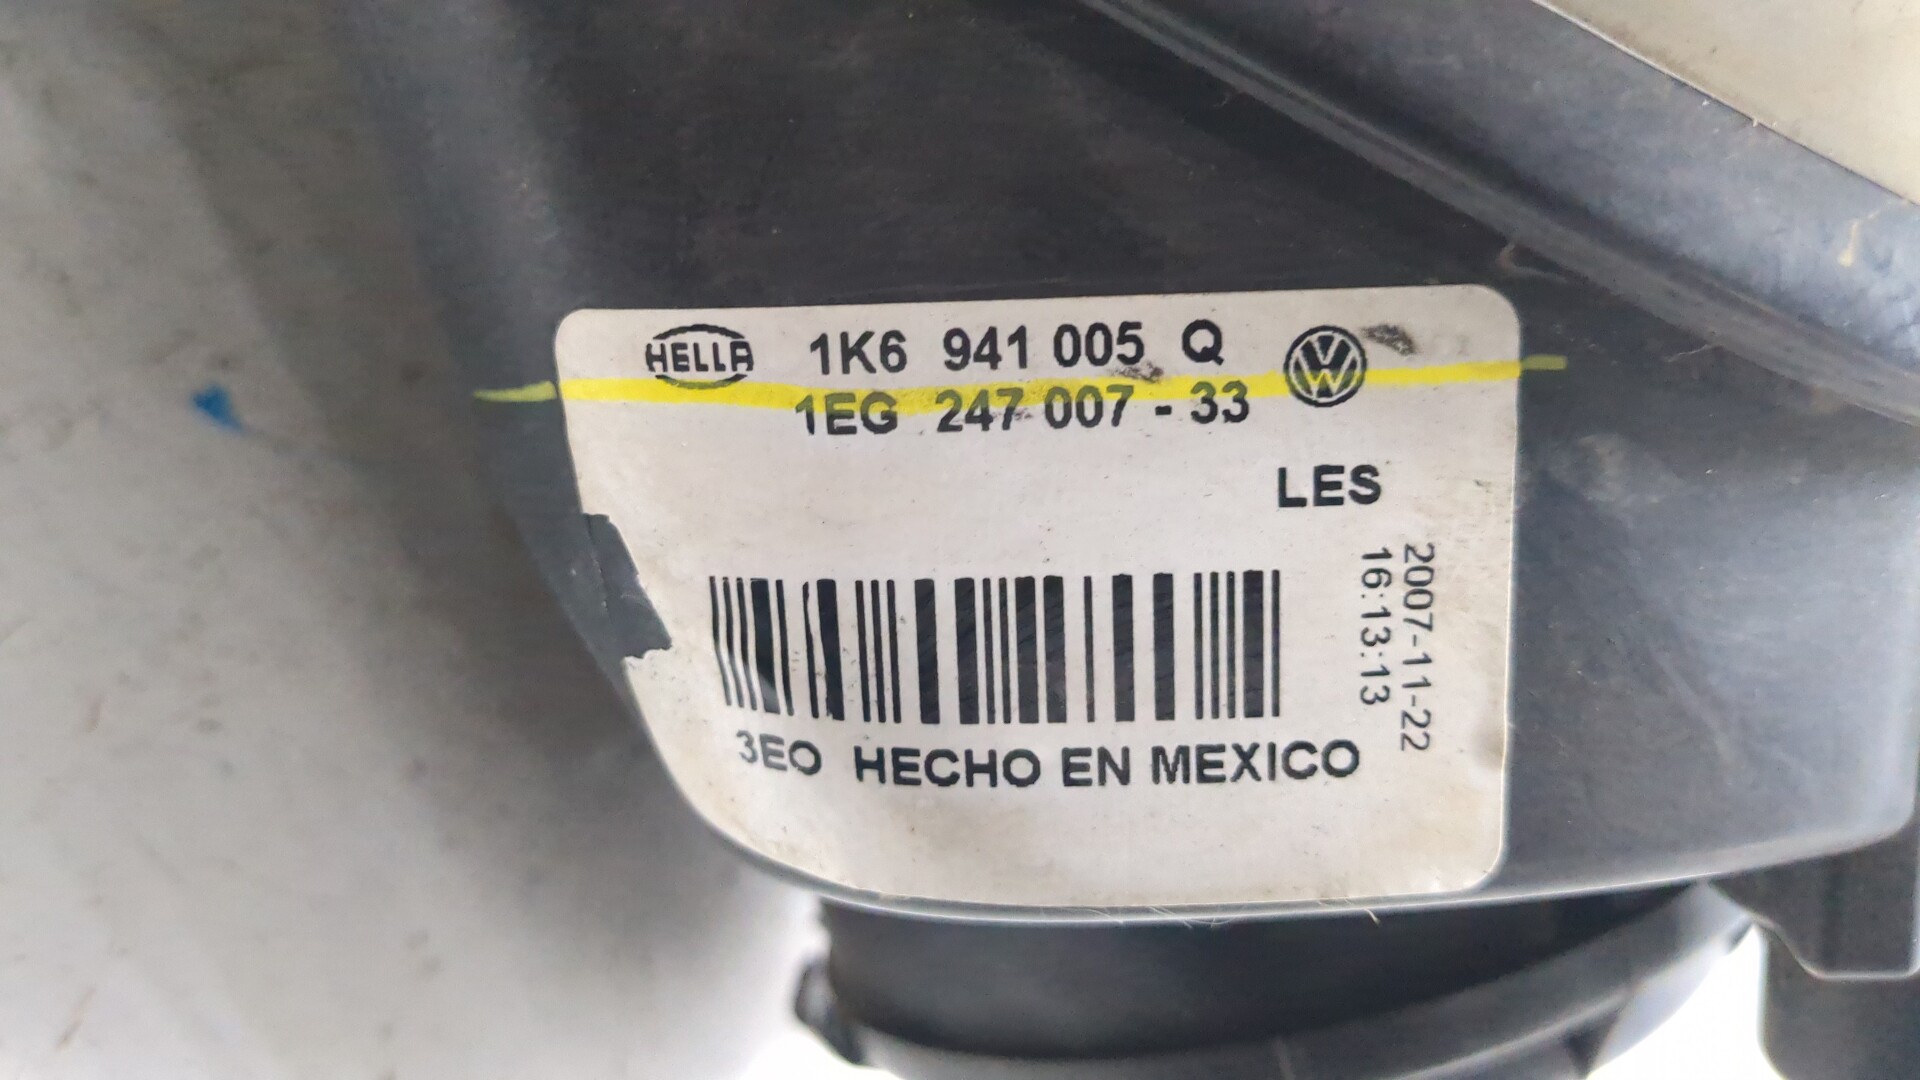 HELLA 1K6 941 005 Q
1EG 247 007 - 33
LES
2007-11-22
16:13:13
3EO HECHO EN MEXICO